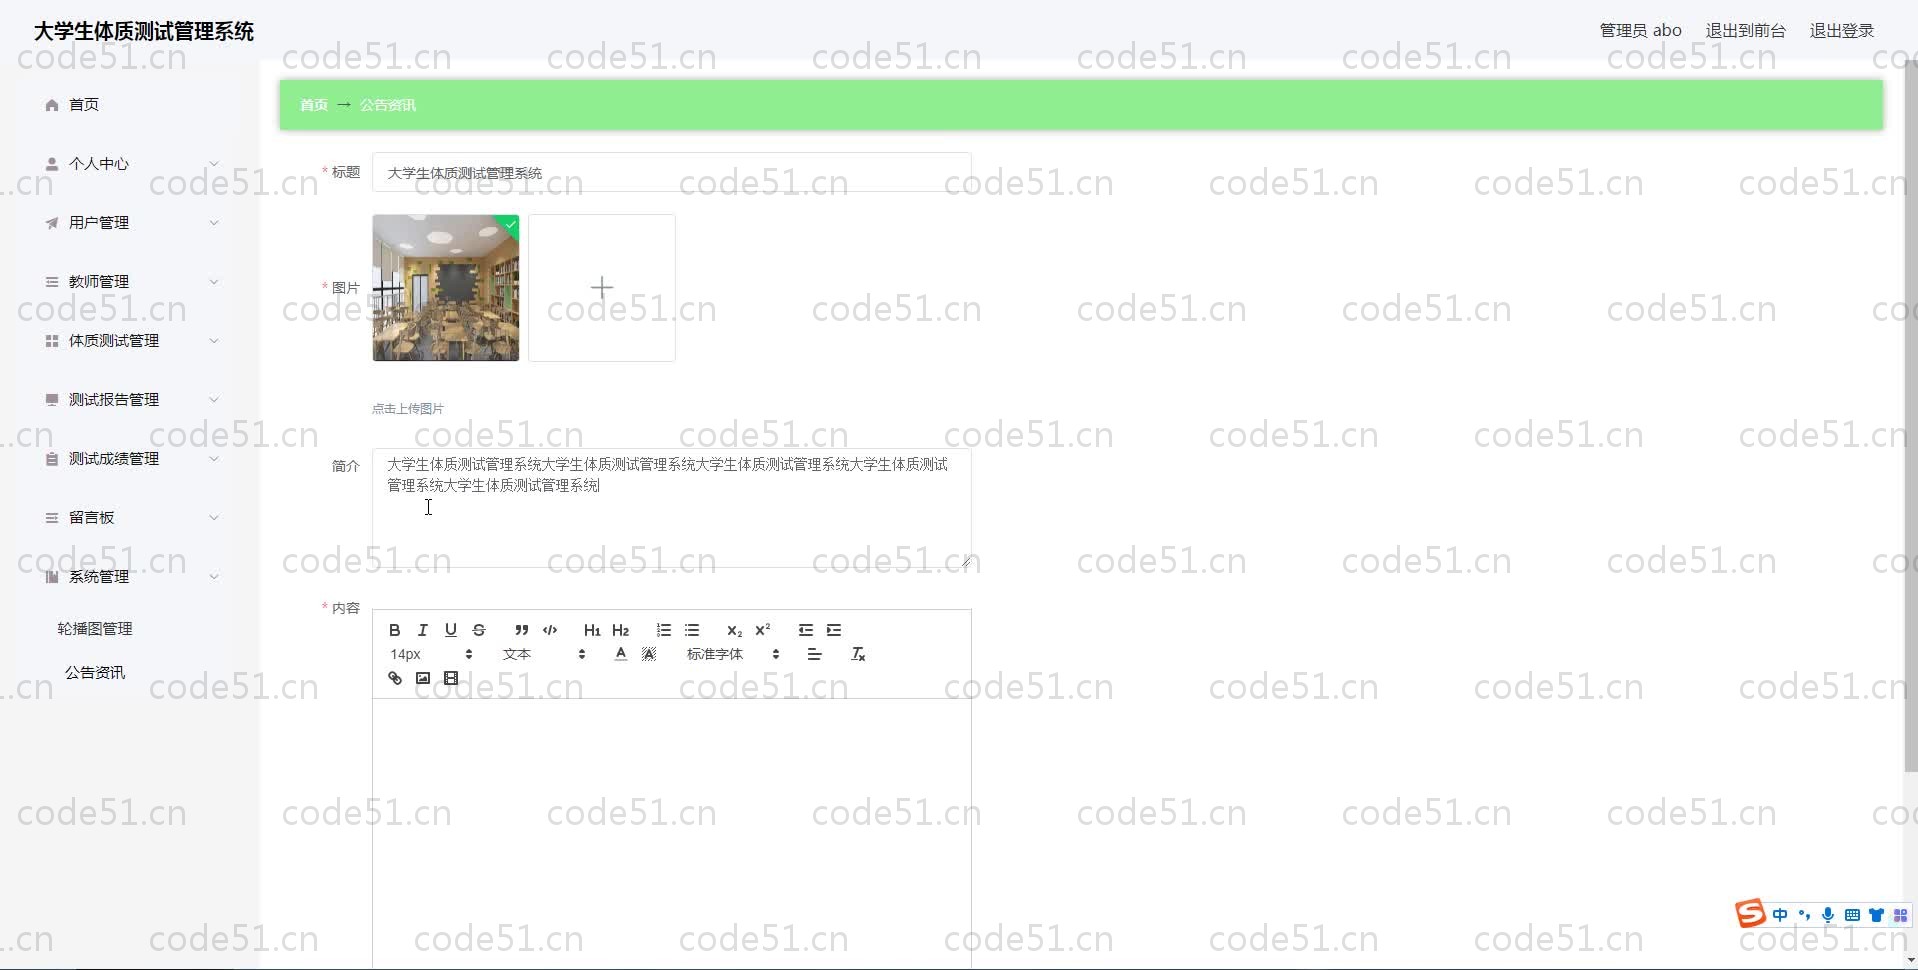 大学生体质测试管理系统
管理员 abo 退出到前台 退出登录
首页
个人中心
用户管理
教师管理
体质测试管理
测试报告管理
测试成绩管理
留言板
系统管理
轮播图管理
公告资讯
首页 → 公告资讯
* 标题 大学生体质测试管理系统
* 图片
点击上传图片
简介 大学生体质测试管理系统大学生体质测试管理系统大学生体质测试管理系统大学生体质测试
管理系统大学生体质测试管理系统
* 内容
B I U S ” </> H1 H2 X2 X2
14px 文本 A A 标准字体 Tx
S 中
code51.cn